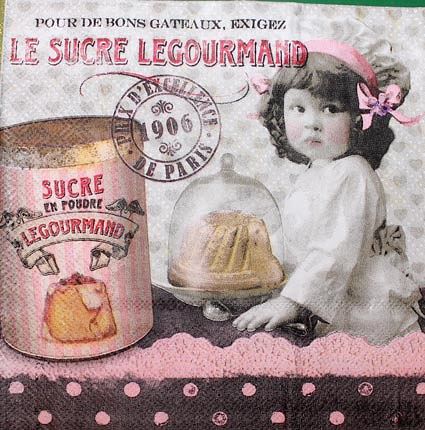 POUR DE BONS GATEAUX, EXIGEZ
LE SUCRE LEGOURMAND
PRIX D'EXCELLENCE
1906
DE PARIS
SUCRE
EN POUDRE
LEGOURMAND